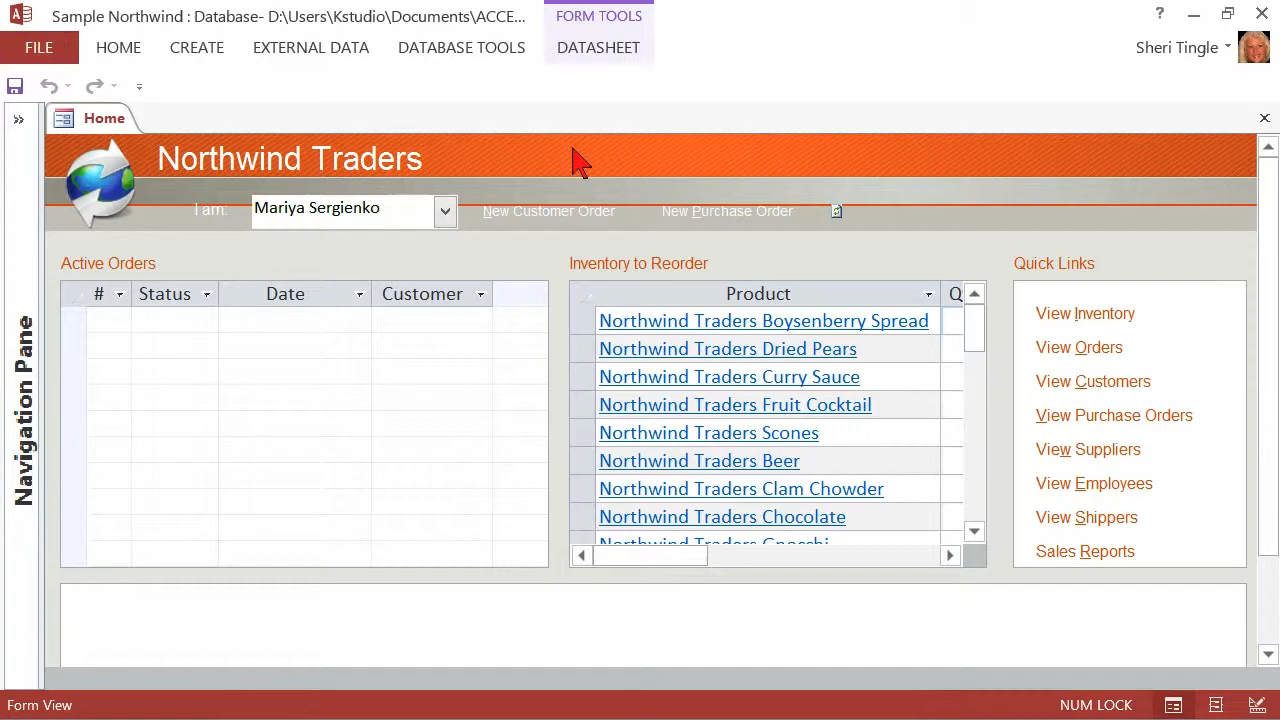 Sample Northwind : Database- D:\Users\Kstudio\Documents\ACCE...
FORM TOOLS
?
FILE
HOME
CREATE
EXTERNAL DATA
DATABASE TOOLS
DATASHEET
Sheri Tingle
Home
Northwind Traders
I am:
Mariya Sergienko
New Customer Order
New Purchase Order
Active Orders
# Status Date Customer
Inventory to Reorder
Product Q
Northwind Traders Boysenberry Spread
Northwind Traders Dried Pears
Northwind Traders Curry Sauce
Northwind Traders Fruit Cocktail
Northwind Traders Scones
Northwind Traders Beer
Northwind Traders Clam Chowder
Northwind Traders Chocolate
Northwind Traders Gnocchi
Quick Links
View Inventory
View Orders
View Customers
View Purchase Orders
View Suppliers
View Employees
View Shippers
Sales Reports
Navigation Pane
Form View
NUM LOCK